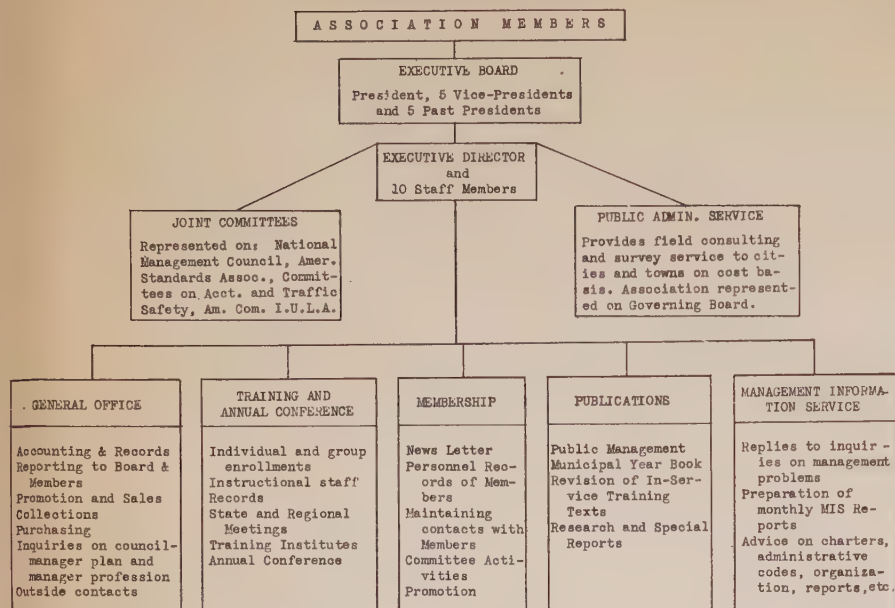 ASSOCIATION MEMBERS
EXECUTIVE BOARD
President, 5 Vice-Presidents
and 5 Past Presidents
EXECUTIVE DIRECTOR
and
10 Staff Members
JOINT COMMITTEES
Represented on: National
Management Council, Amer.
Standards Assoc., Commit-
tees on Acct. and Traffic
Safety, Am. Com. I.U.L.A.
PUBLIC ADMIN. SERVICE
Provides field consulting
and survey service to cit-
ies and towns on cost ba-
sis. Association represent-
ed on Governing Board.
GENERAL OFFICE
Accounting & Records
Reporting to Board &
Members
Promotion and Sales
Collections
Purchasing
Inquiries on council-
manager plan and
manager profession
Outside contacts
TRAINING AND
ANNUAL CONFERENCE
Individual and group
enrollments
Instructional staff
Records
State and Regional
Meetings
Training Institutes
Annual Conference
MEMBERSHIP
News Letter
Personnel Rec-
ords of Mem-
bers
Maintaining
contacts with
Members
Committee Acti-
vities
Promotion
PUBLICATIONS
Public Management
Municipal Year Book
Revision of In-Ser-
vice Training
Texts
Research and Special
Reports
MANAGEMENT INFORMA-
TION SERVICE
Replies to inquir-
ies on management
problems
Preparation of
monthly MIS Re-
ports
Advice on charters,
administrative
codes, organiza-
tion, reports,etc.